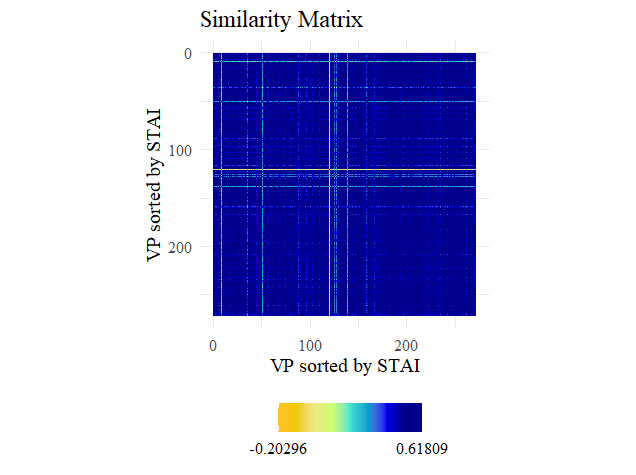 Similarity Matrix
0
100
200
VP sorted by STAI
0 100 200
VP sorted by STAI
-0.20296 0.61809